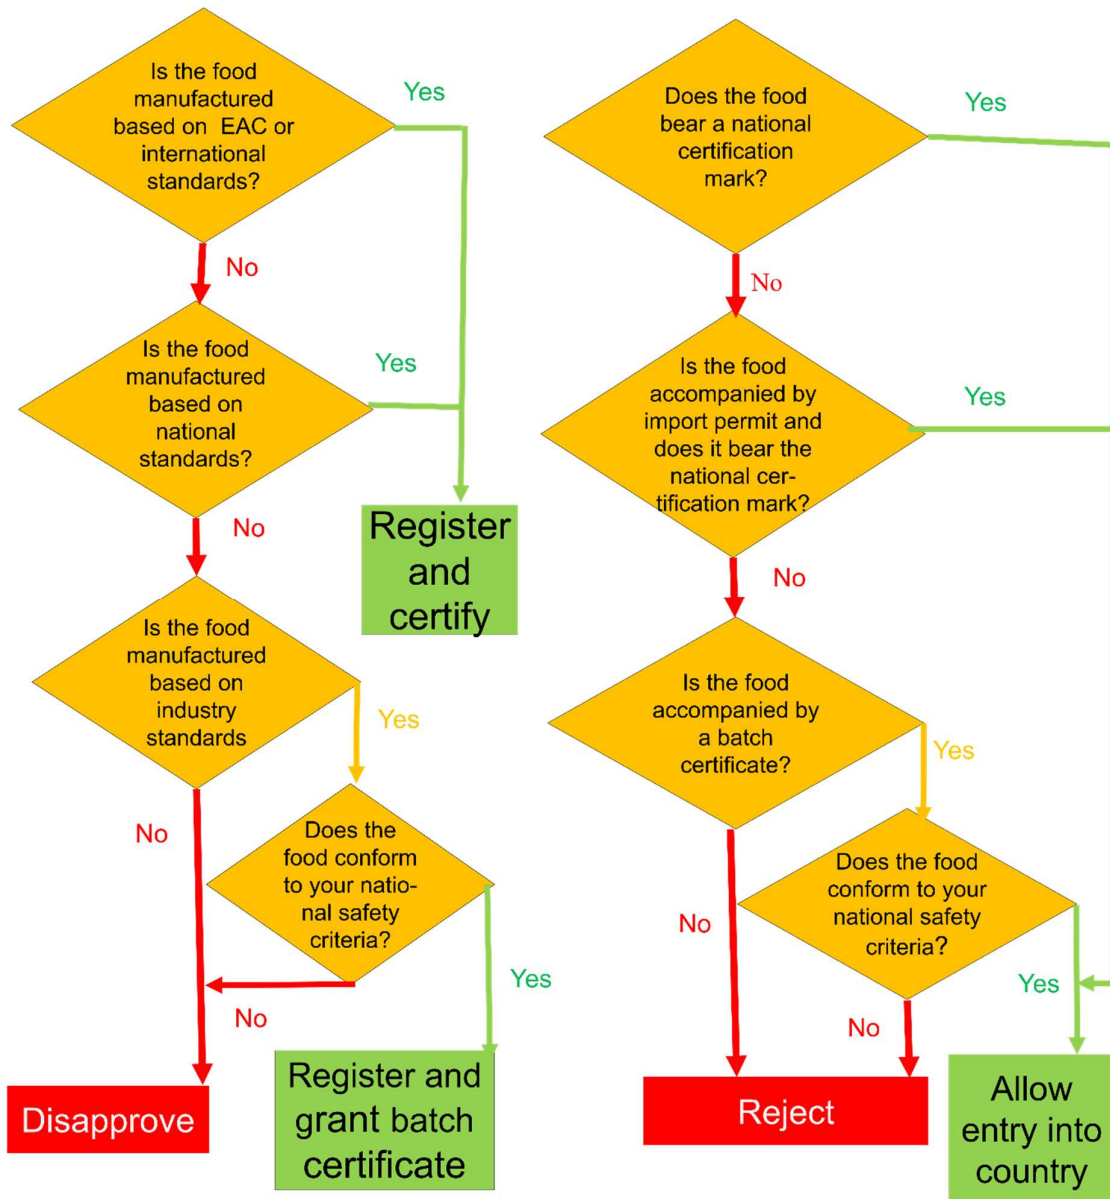 Is the food
manufactured
based on EAC or
international
standards?
Yes
No
Is the food
manufactured
based on
national
standards?
Yes
No
Register
and
certify
Is the food
manufactured
based on
industry
standards
Yes
No
Does the
food conform
to your natio-
nal safety
criteria?
Yes
No
Disapprove
Register and
grant batch
certificate
Does the food
bear a national
certification
mark?
Yes
No
Is the food
accompanied by
import permit and
does it bear the
national cer-
tification mark?
Yes
No
Is the food
accompanied by
a batch
certificate?
Yes
No
Does the food
conform to your
national safety
criteria?
Yes
No
Reject
Allow
entry into
country